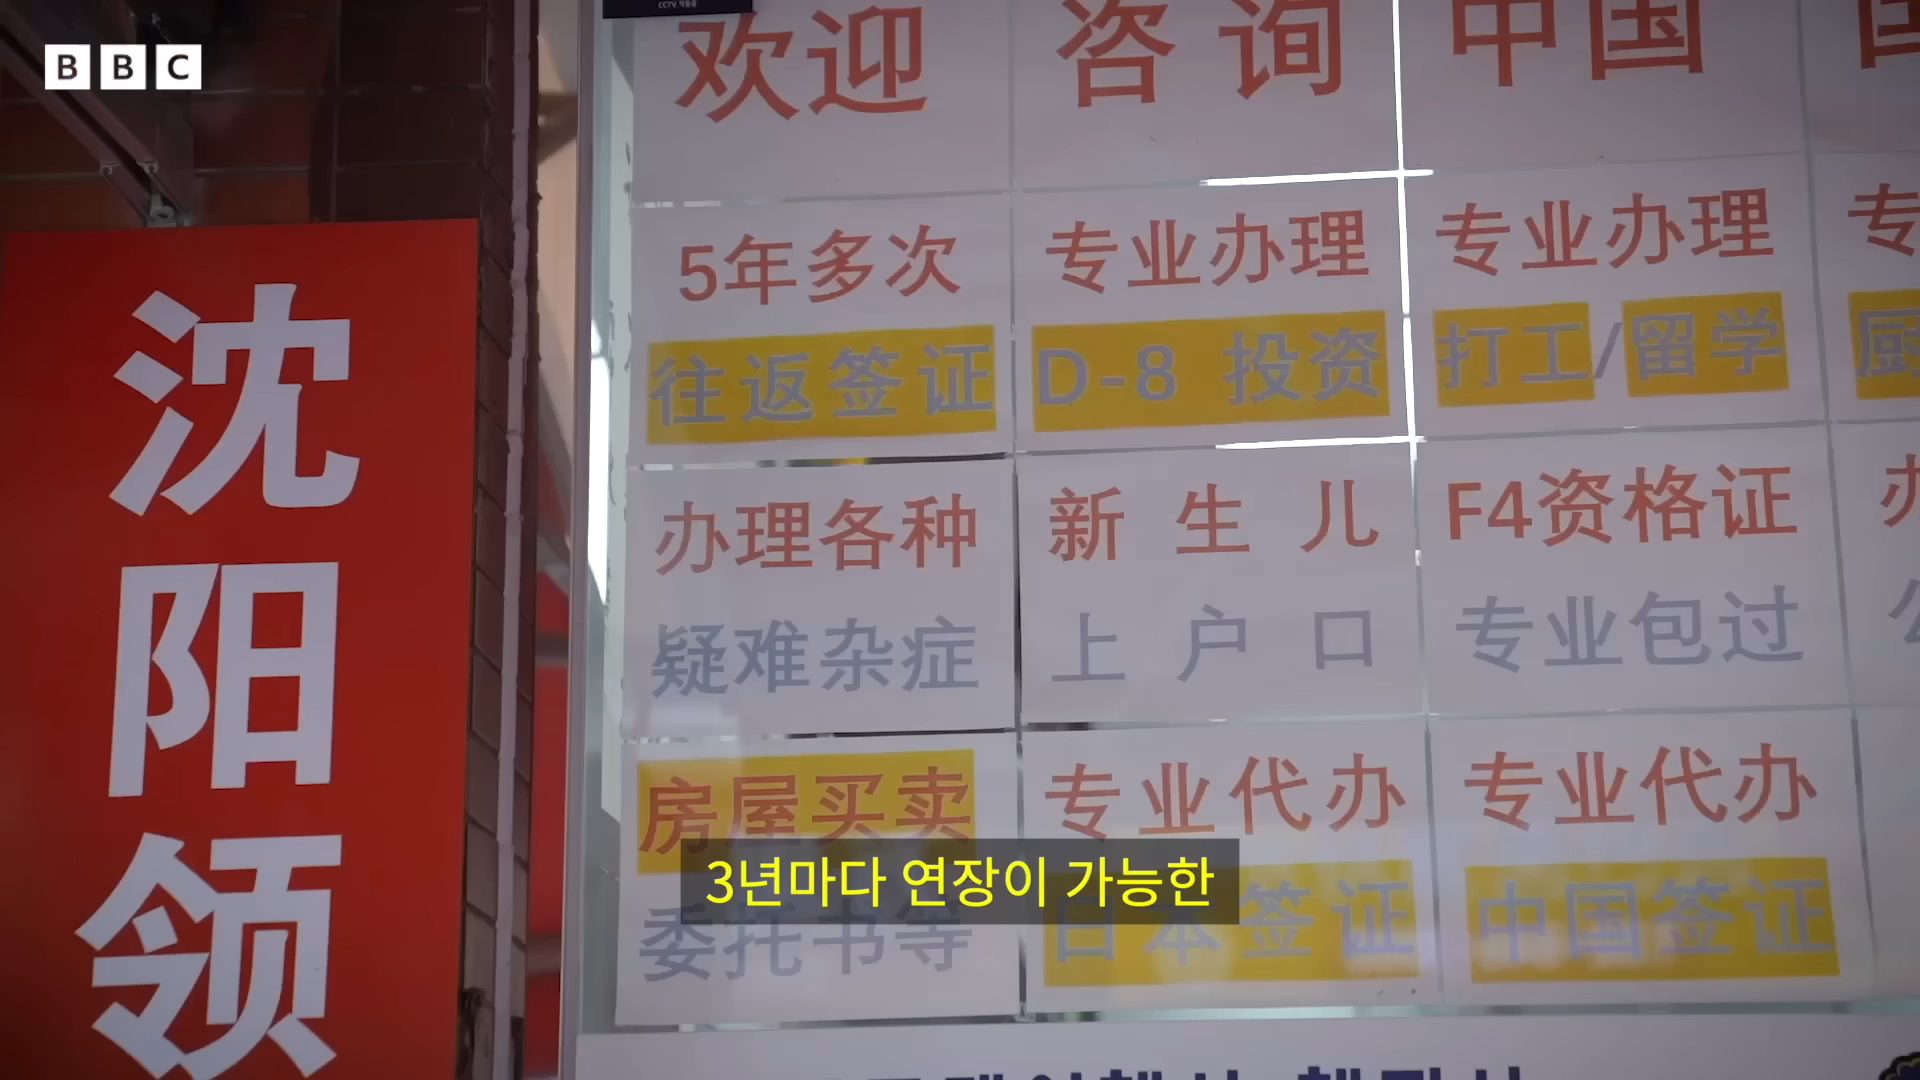 BBC
沈
阳
领
欢迎
咨询
中国
5年多次
往返签证
专业办理
D-8 投资
专业办理
打工/留学
专
厨
办理各种
疑难杂症
新生儿
上户口
F4资格证
专业包过
办
房屋买卖
委托书等
专业代办
日本签证
专业代办
中国签证
3년마다 연장이 가능한